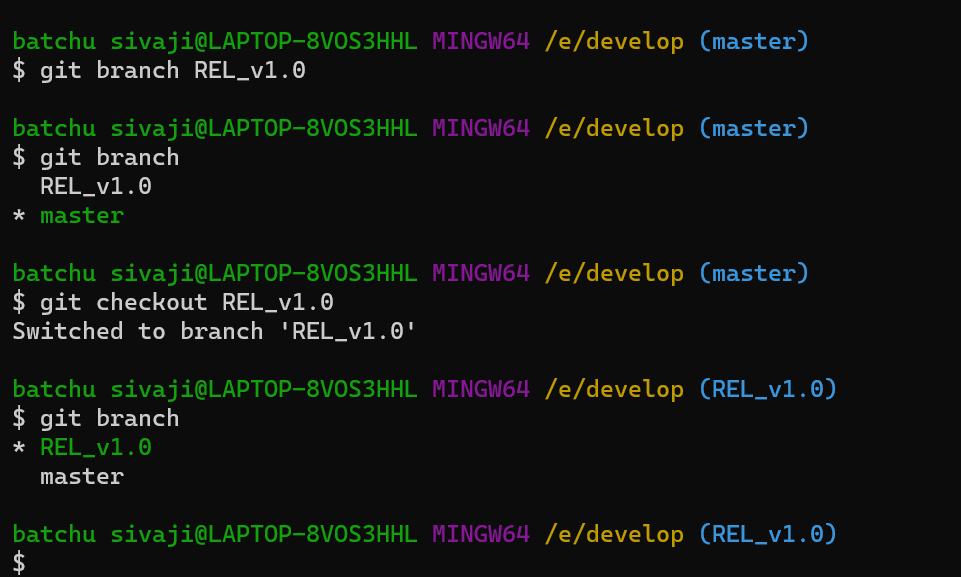 batchu sivaji@LAPTOP-8VOS3HHL MINGW64 /e/develop (master)
$ git branch REL_v1.0
batchu sivaji@LAPTOP-8VOS3HHL MINGW64 /e/develop (master)
$ git branch
  REL_v1.0
* master
batchu sivaji@LAPTOP-8VOS3HHL MINGW64 /e/develop (master)
$ git checkout REL_v1.0
Switched to branch 'REL_v1.0'
batchu sivaji@LAPTOP-8VOS3HHL MINGW64 /e/develop (REL_v1.0)
$ git branch
* REL_v1.0
  master
batchu sivaji@LAPTOP-8VOS3HHL MINGW64 /e/develop (REL_v1.0)
$